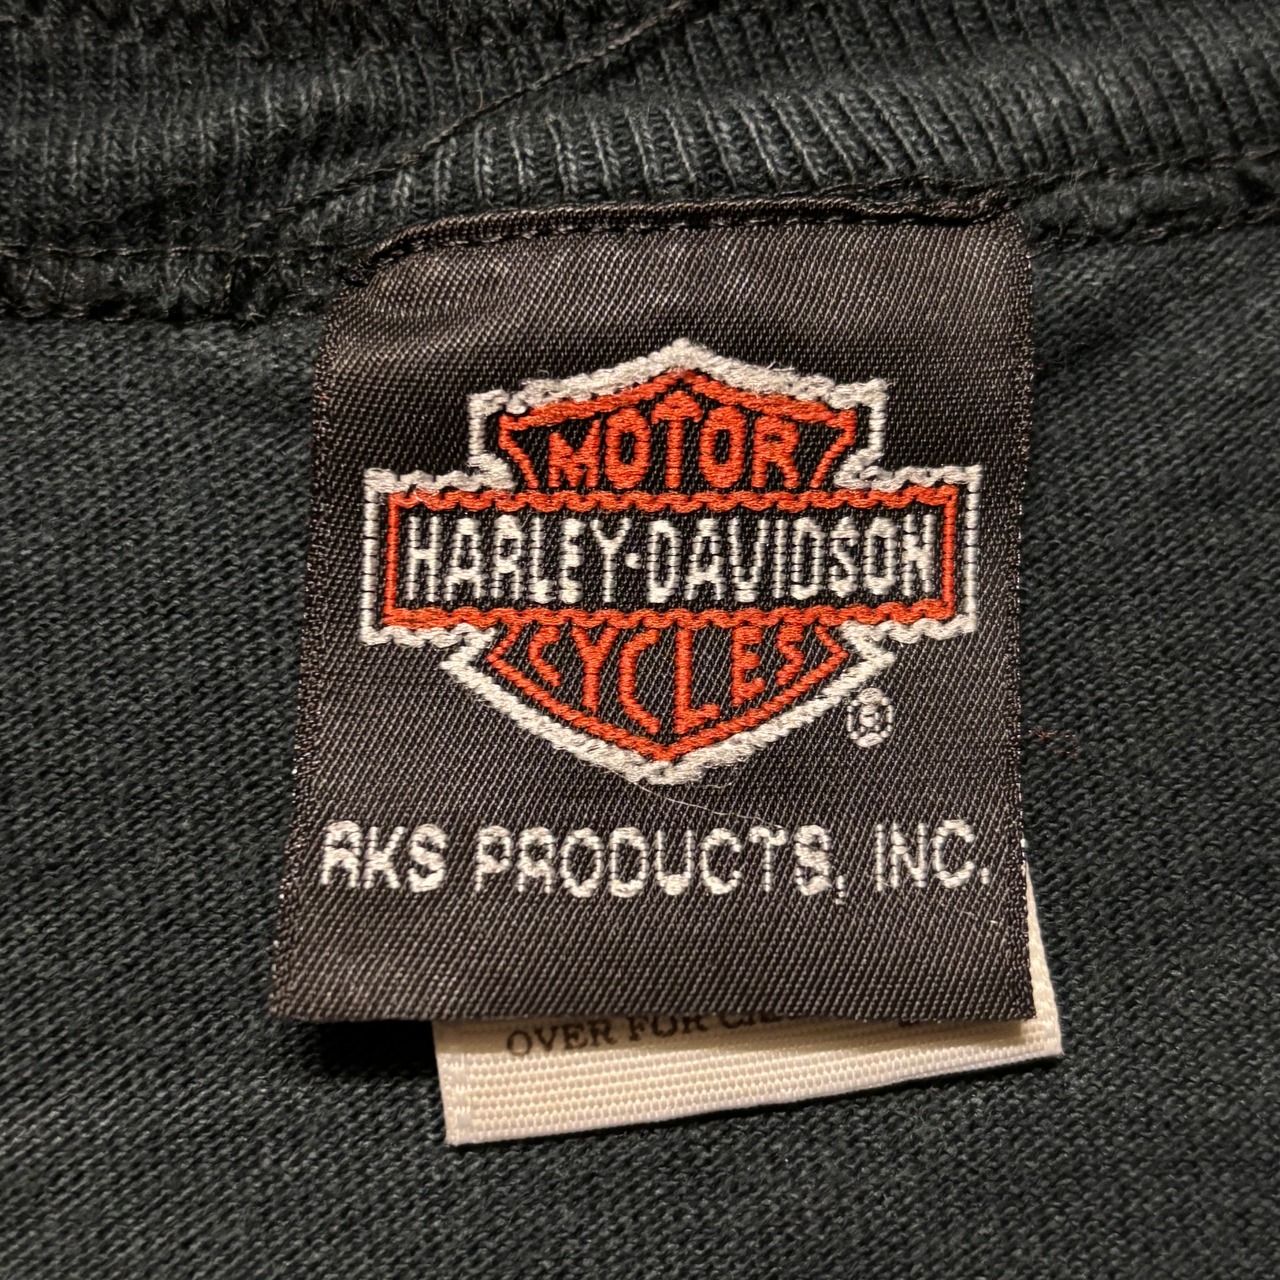 MOTOR
HARLEY-DAVIDSON
CYCLES
®
RKS PRODUCTS, INC.
OVER FOR